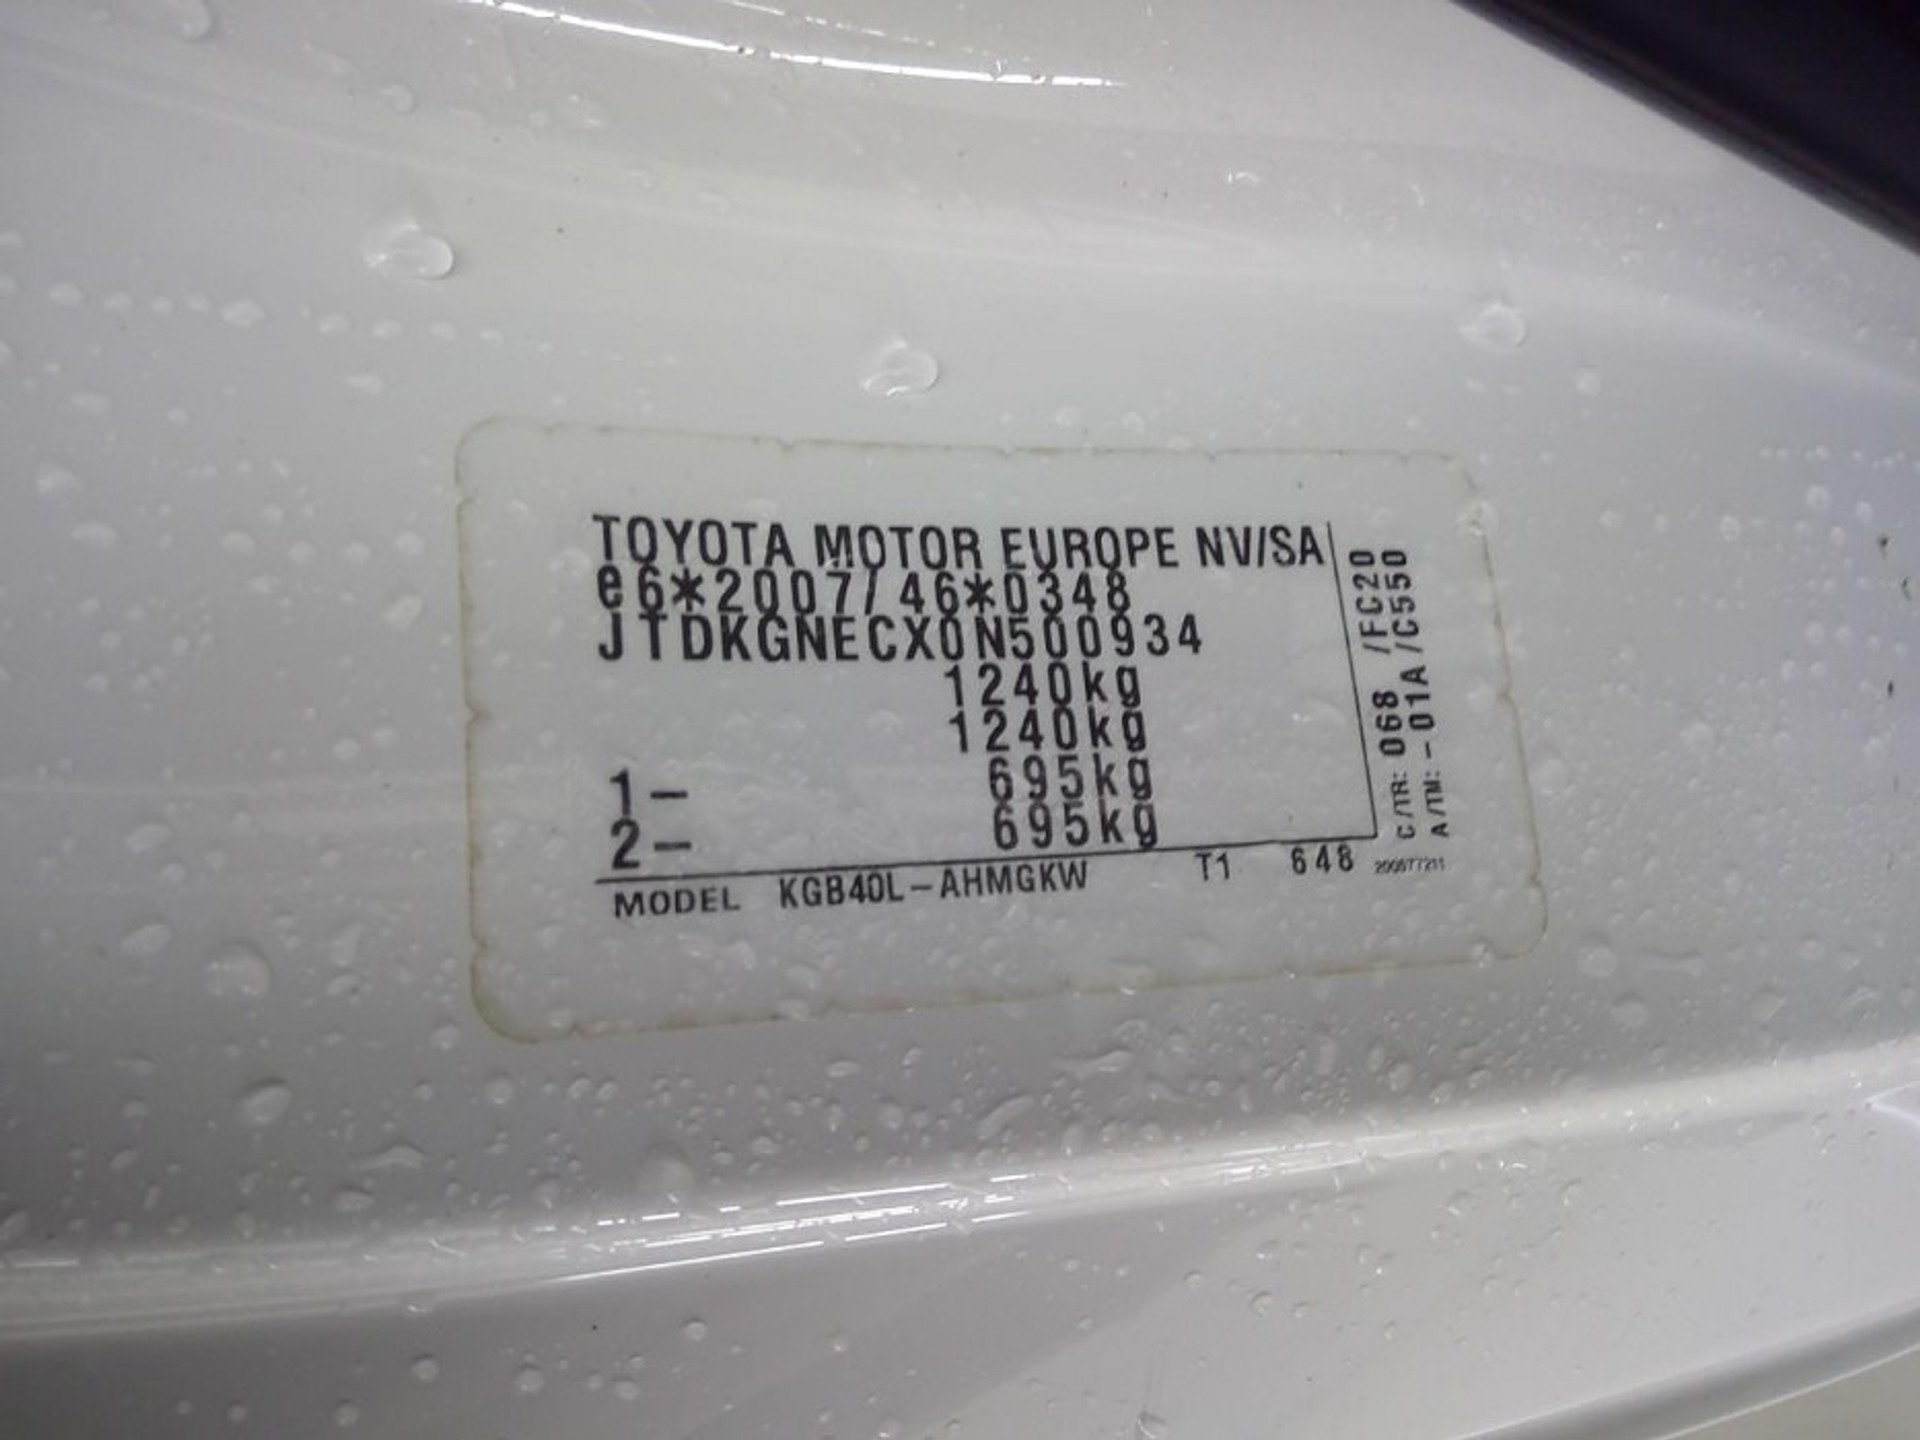 TOYOTA MOTOR EUROPE NV/SA
e6*2007/46*0348
JTDKGNECX0N500934
1240kg
1240kg
1- 695kg
2- 695kg
MODEL KGB40L-AHMGKW T1 648
C/TR: 068 /FC20
A/TM: -01A /C550